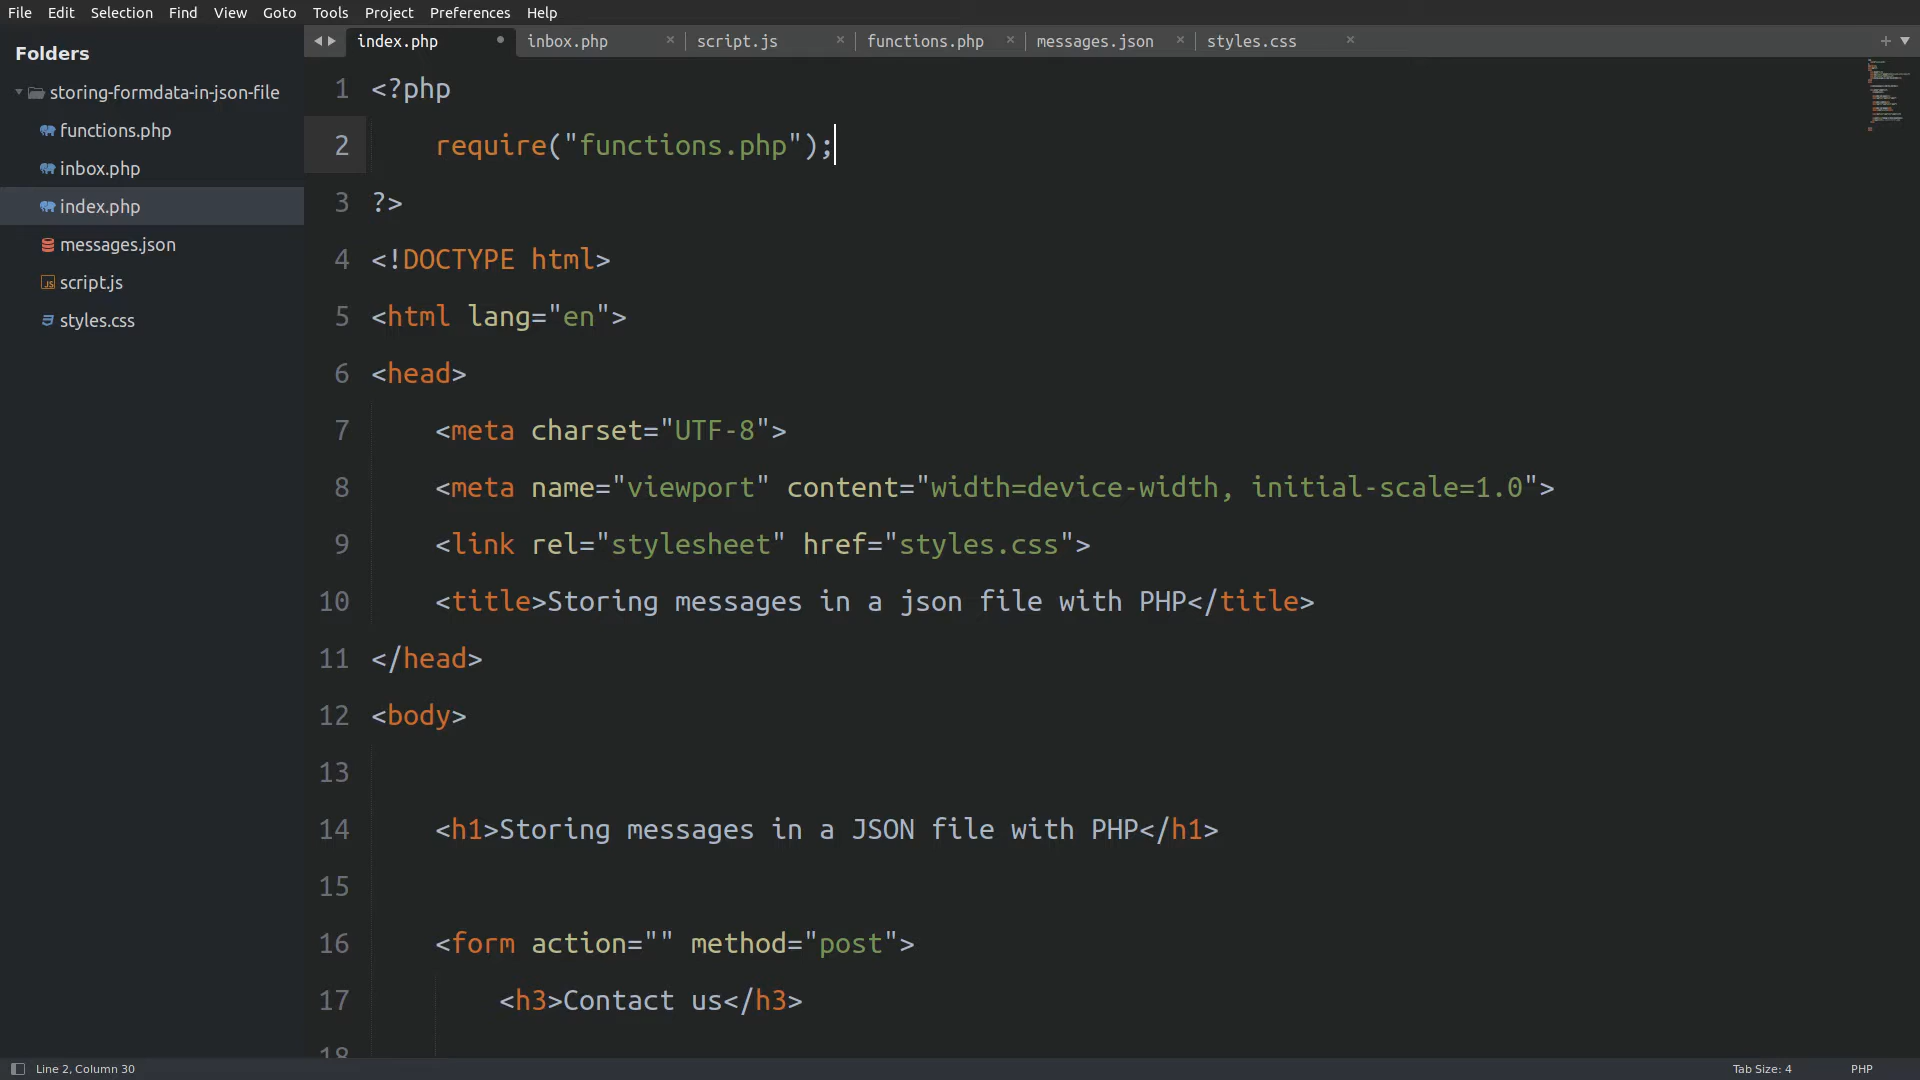 File Edit Selection Find View Goto Tools Project Preferences Help
Folders
storing-formdata-in-json-file
functions.php
inbox.php
index.php
messages.json
script.js
styles.css
index.php inbox.php script.js functions.php messages.json styles.css
1 <?php
2 require("functions.php");
3 ?>
4 <!DOCTYPE html>
5 <html lang="en">
6 <head>
7 <meta charset="UTF-8">
8 <meta name="viewport" content="width=device-width, initial-scale=1.0">
9 <link rel="stylesheet" href="styles.css">
10 <title>Storing messages in a json file with PHP</title>
11 </head>
12 <body>
13
14 <h1>Storing messages in a JSON file with PHP</h1>
15
16 <form action="" method="post">
17 <h3>Contact us</h3>
18
Line 2, Column 30 Tab Size: 4 PHP